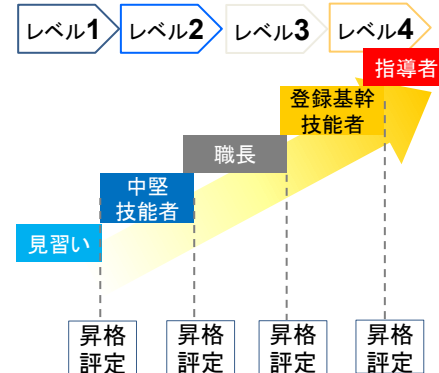 レベル1
レベル2
レベル3
レベル4
指導者
登録基幹
技能者
職長
中堅
技能者
見習い
昇格
評定
昇格
評定
昇格
評定
昇格
評定